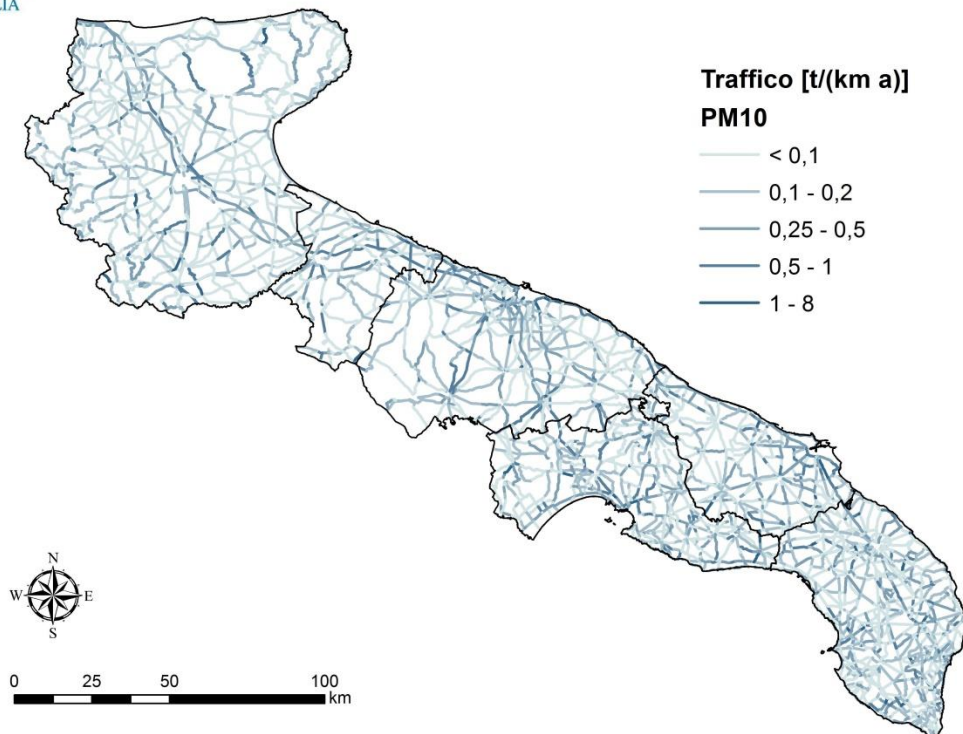 LIA
Traffico [t/(km a)]
PM10
< 0,1
0,1 - 0,2
0,25 - 0,5
0,5 - 1
1 - 8
N
W E
S
0 25 50 100
km